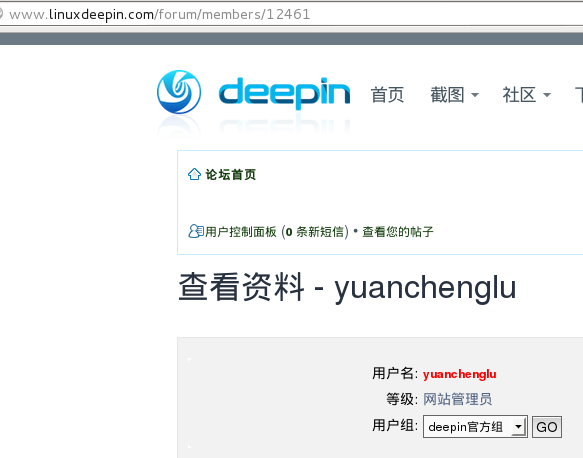 www.linuxdeepin.com/forum/members/12461
deepin 首页 截图 社区
论坛首页
用户控制面板 (0 条新短信) • 查看您的帖子
查看资料 - yuanchenglu
用户名: yuanchenglu
等级: 网站管理员
用户组: deepin官方组 GO